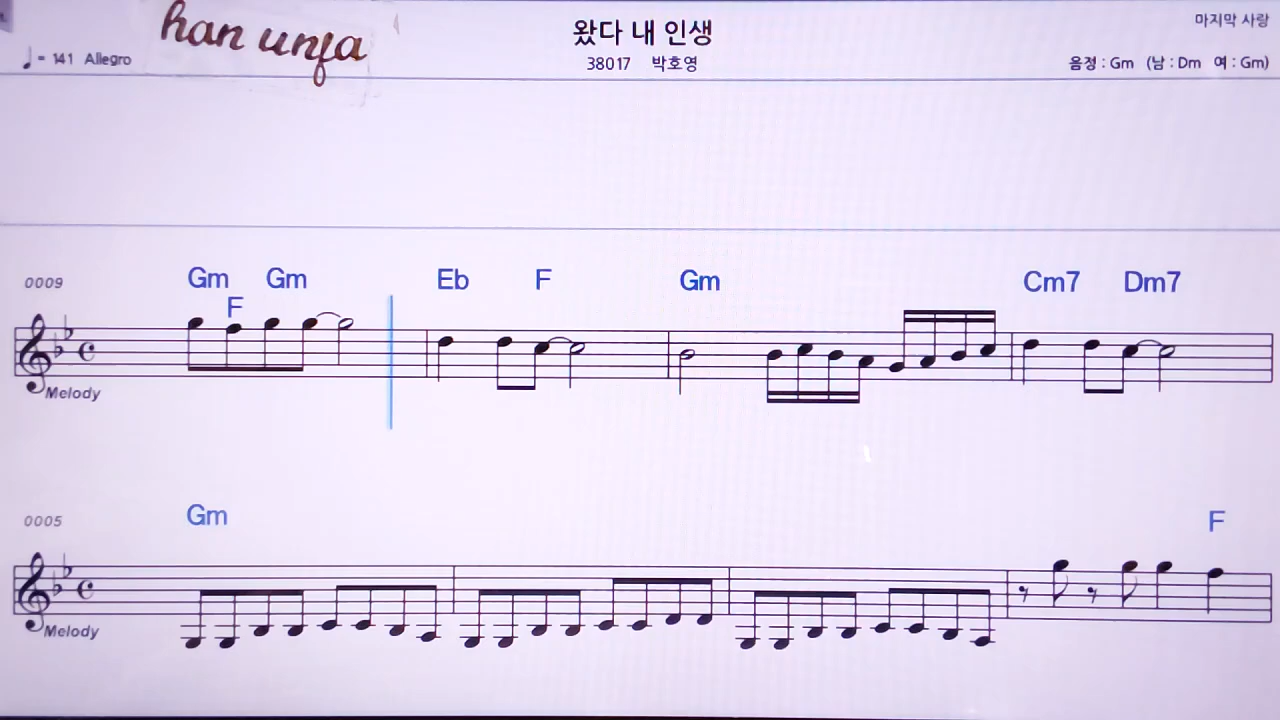 han unja
왔다 내 인생
마지막 사랑
♩ = 141 Allegro
38017 박호영
음정 : Gm (남 : Dm 여 : Gm)
0009
Gm F Gm Eb F Gm Cm7 Dm7
Melody
0005
Gm F
Melody